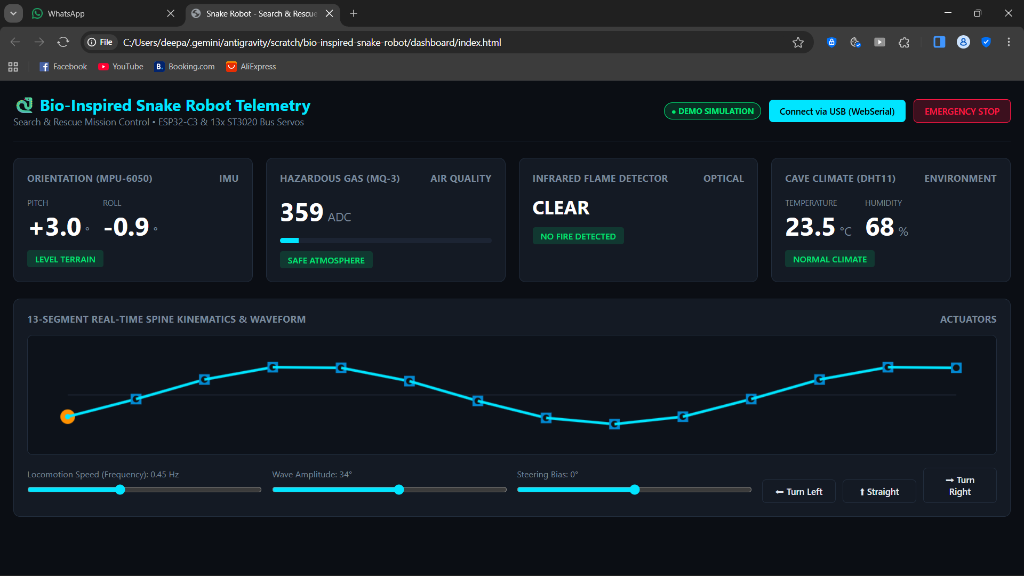 WhatsApp
Snake Robot - Search & Rescue
File
C:/Users/deepa/.gemini/antigravity/scratch/bio-inspired-snake-robot/dashboard/index.html
Facebook
YouTube
Booking.com
AliExpress
Bio-Inspired Snake Robot Telemetry
Search & Rescue Mission Control • ESP32-C3 & 13x ST3020 Bus Servos
● DEMO SIMULATION
Connect via USB (WebSerial)
EMERGENCY STOP
ORIENTATION (MPU-6050) IMU
PITCH ROLL
+3.0 ° -0.9 °
LEVEL TERRAIN
HAZARDOUS GAS (MQ-3) AIR QUALITY
359 ADC
SAFE ATMOSPHERE
INFRARED FLAME DETECTOR OPTICAL
CLEAR
NO FIRE DETECTED
CAVE CLIMATE (DHT11) ENVIRONMENT
TEMPERATURE HUMIDITY
23.5 °C 68 %
NORMAL CLIMATE
13-SEGMENT REAL-TIME SPINE KINEMATICS & WAVEFORM ACTUATORS
Locomotion Speed (Frequency): 0.45 Hz
Wave Amplitude: 34°
Steering Bias: 0°
← Turn Left
↑ Straight
→ Turn
Right